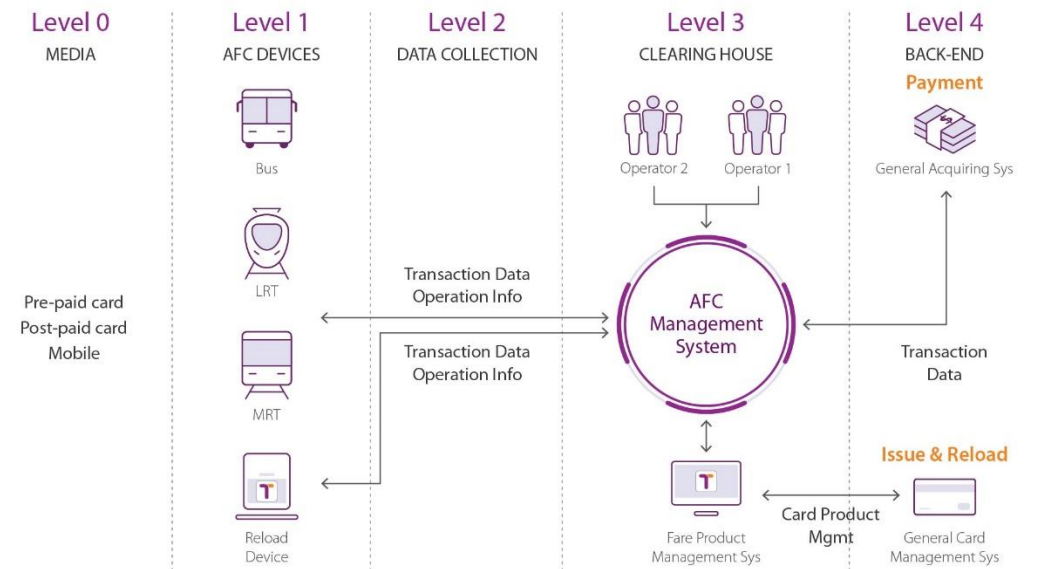 Level 0
MEDIA
Pre-paid card
Post-paid card
Mobile
Level 1
AFC DEVICES
Bus
LRT
MRT
T
Reload
Device
Level 2
DATA COLLECTION
Transaction Data
Operation Info
Transaction Data
Operation Info
Level 3
CLEARING HOUSE
Operator 2
Operator 1
AFC
Management
System
T
Fare Product
Management Sys
Level 4
BACK-END
Payment
General Acquiring Sys
Transaction
Data
Issue & Reload
Card Product
Mgmt
General Card
Management Sys